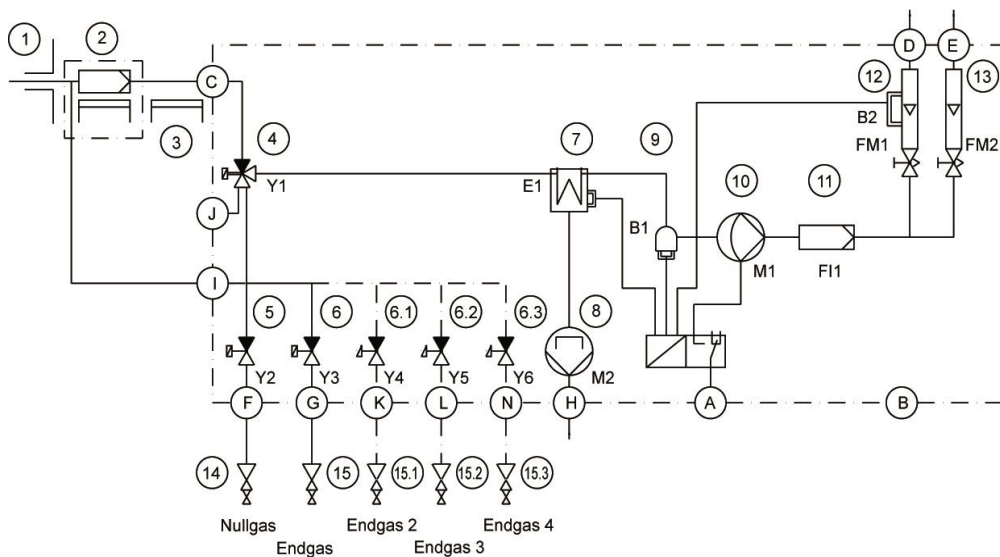 1 2 D E
12 13
C
B2
3 4 7 9
FM1 FM2
10 11
Y1 E1
J B1
M1 FI1
I
5 6 6.1 6.2 6.3 8
Y2 Y3 Y4 Y5 Y6 M2
F G K L N H A B
14 15 15.1 15.2 15.3
Nullgas Endgas 2 Endgas 4
Endgas Endgas 3